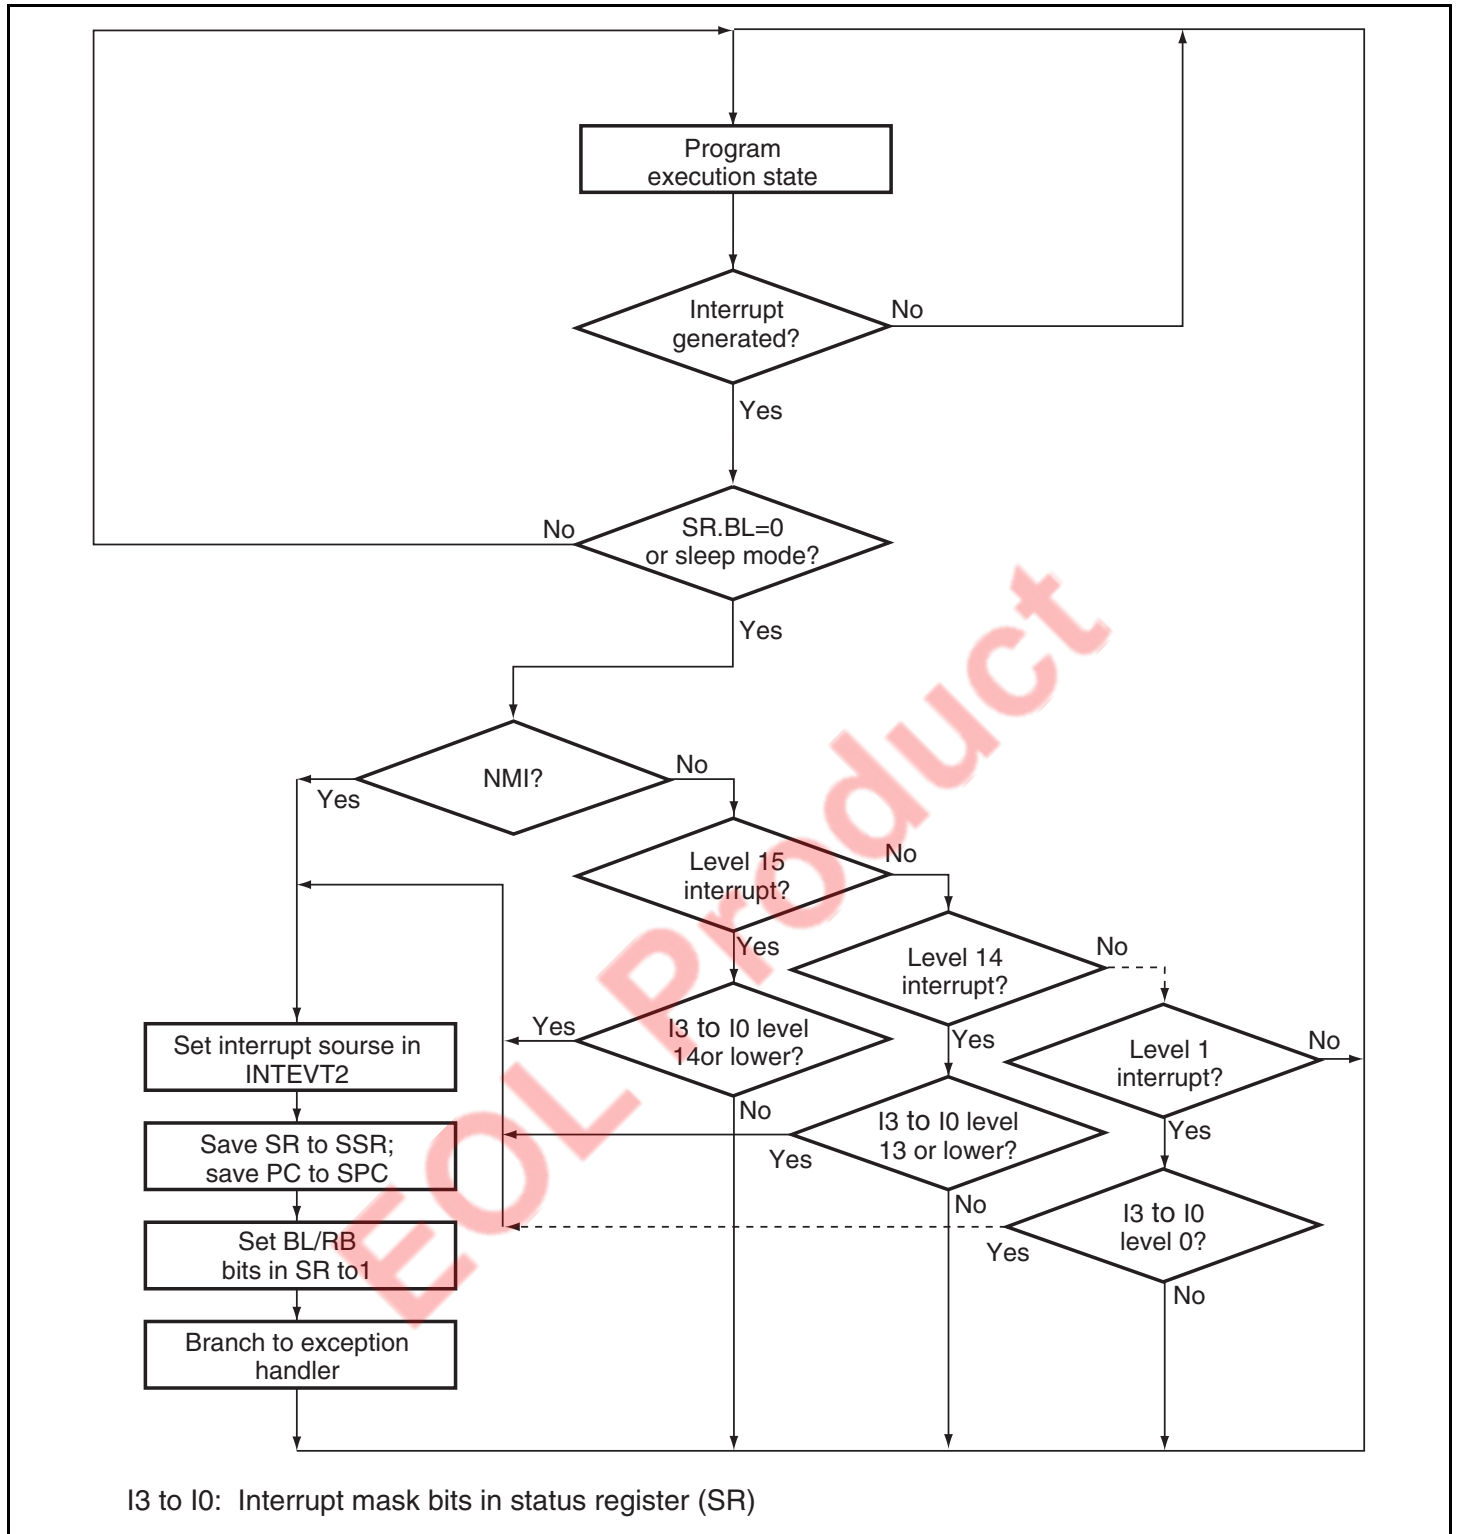 Program
execution state
Interrupt
generated?
No
Yes
SR.BL=0
or sleep mode?
No
Yes
NMI?
No
Yes
Level 15
interrupt?
No
Yes
Level 14
interrupt?
No
Yes
I3 to I0 level
14or lower?
Yes
No
Level 1
interrupt?
No
Yes
I3 to I0 level
13 or lower?
Yes
No
I3 to I0
level 0?
Yes
No
Set interrupt sourse in
INTEVT2
Save SR to SSR;
save PC to SPC
Set BL/RB
bits in SR to1
Branch to exception
handler
EOL Product
I3 to I0: Interrupt mask bits in status register (SR)